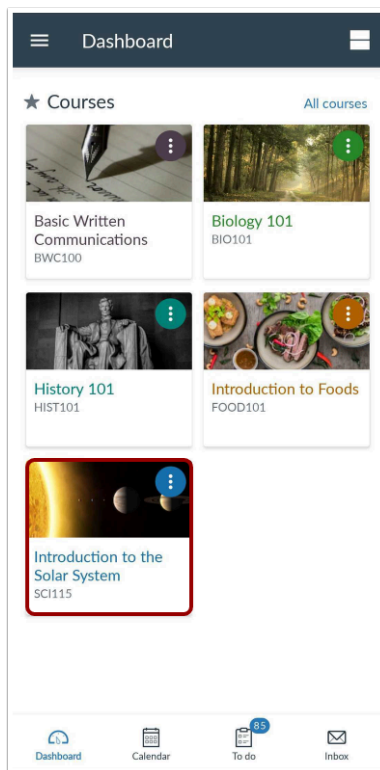 Dashboard
Courses
All courses
Basic Written
Communications
BWC100
Biology 101
BIO101
History 101
HIST101
Introduction to Foods
FOOD101
Introduction to the
Solar System
SCI115
85
Dashboard
Calendar
To do
Inbox